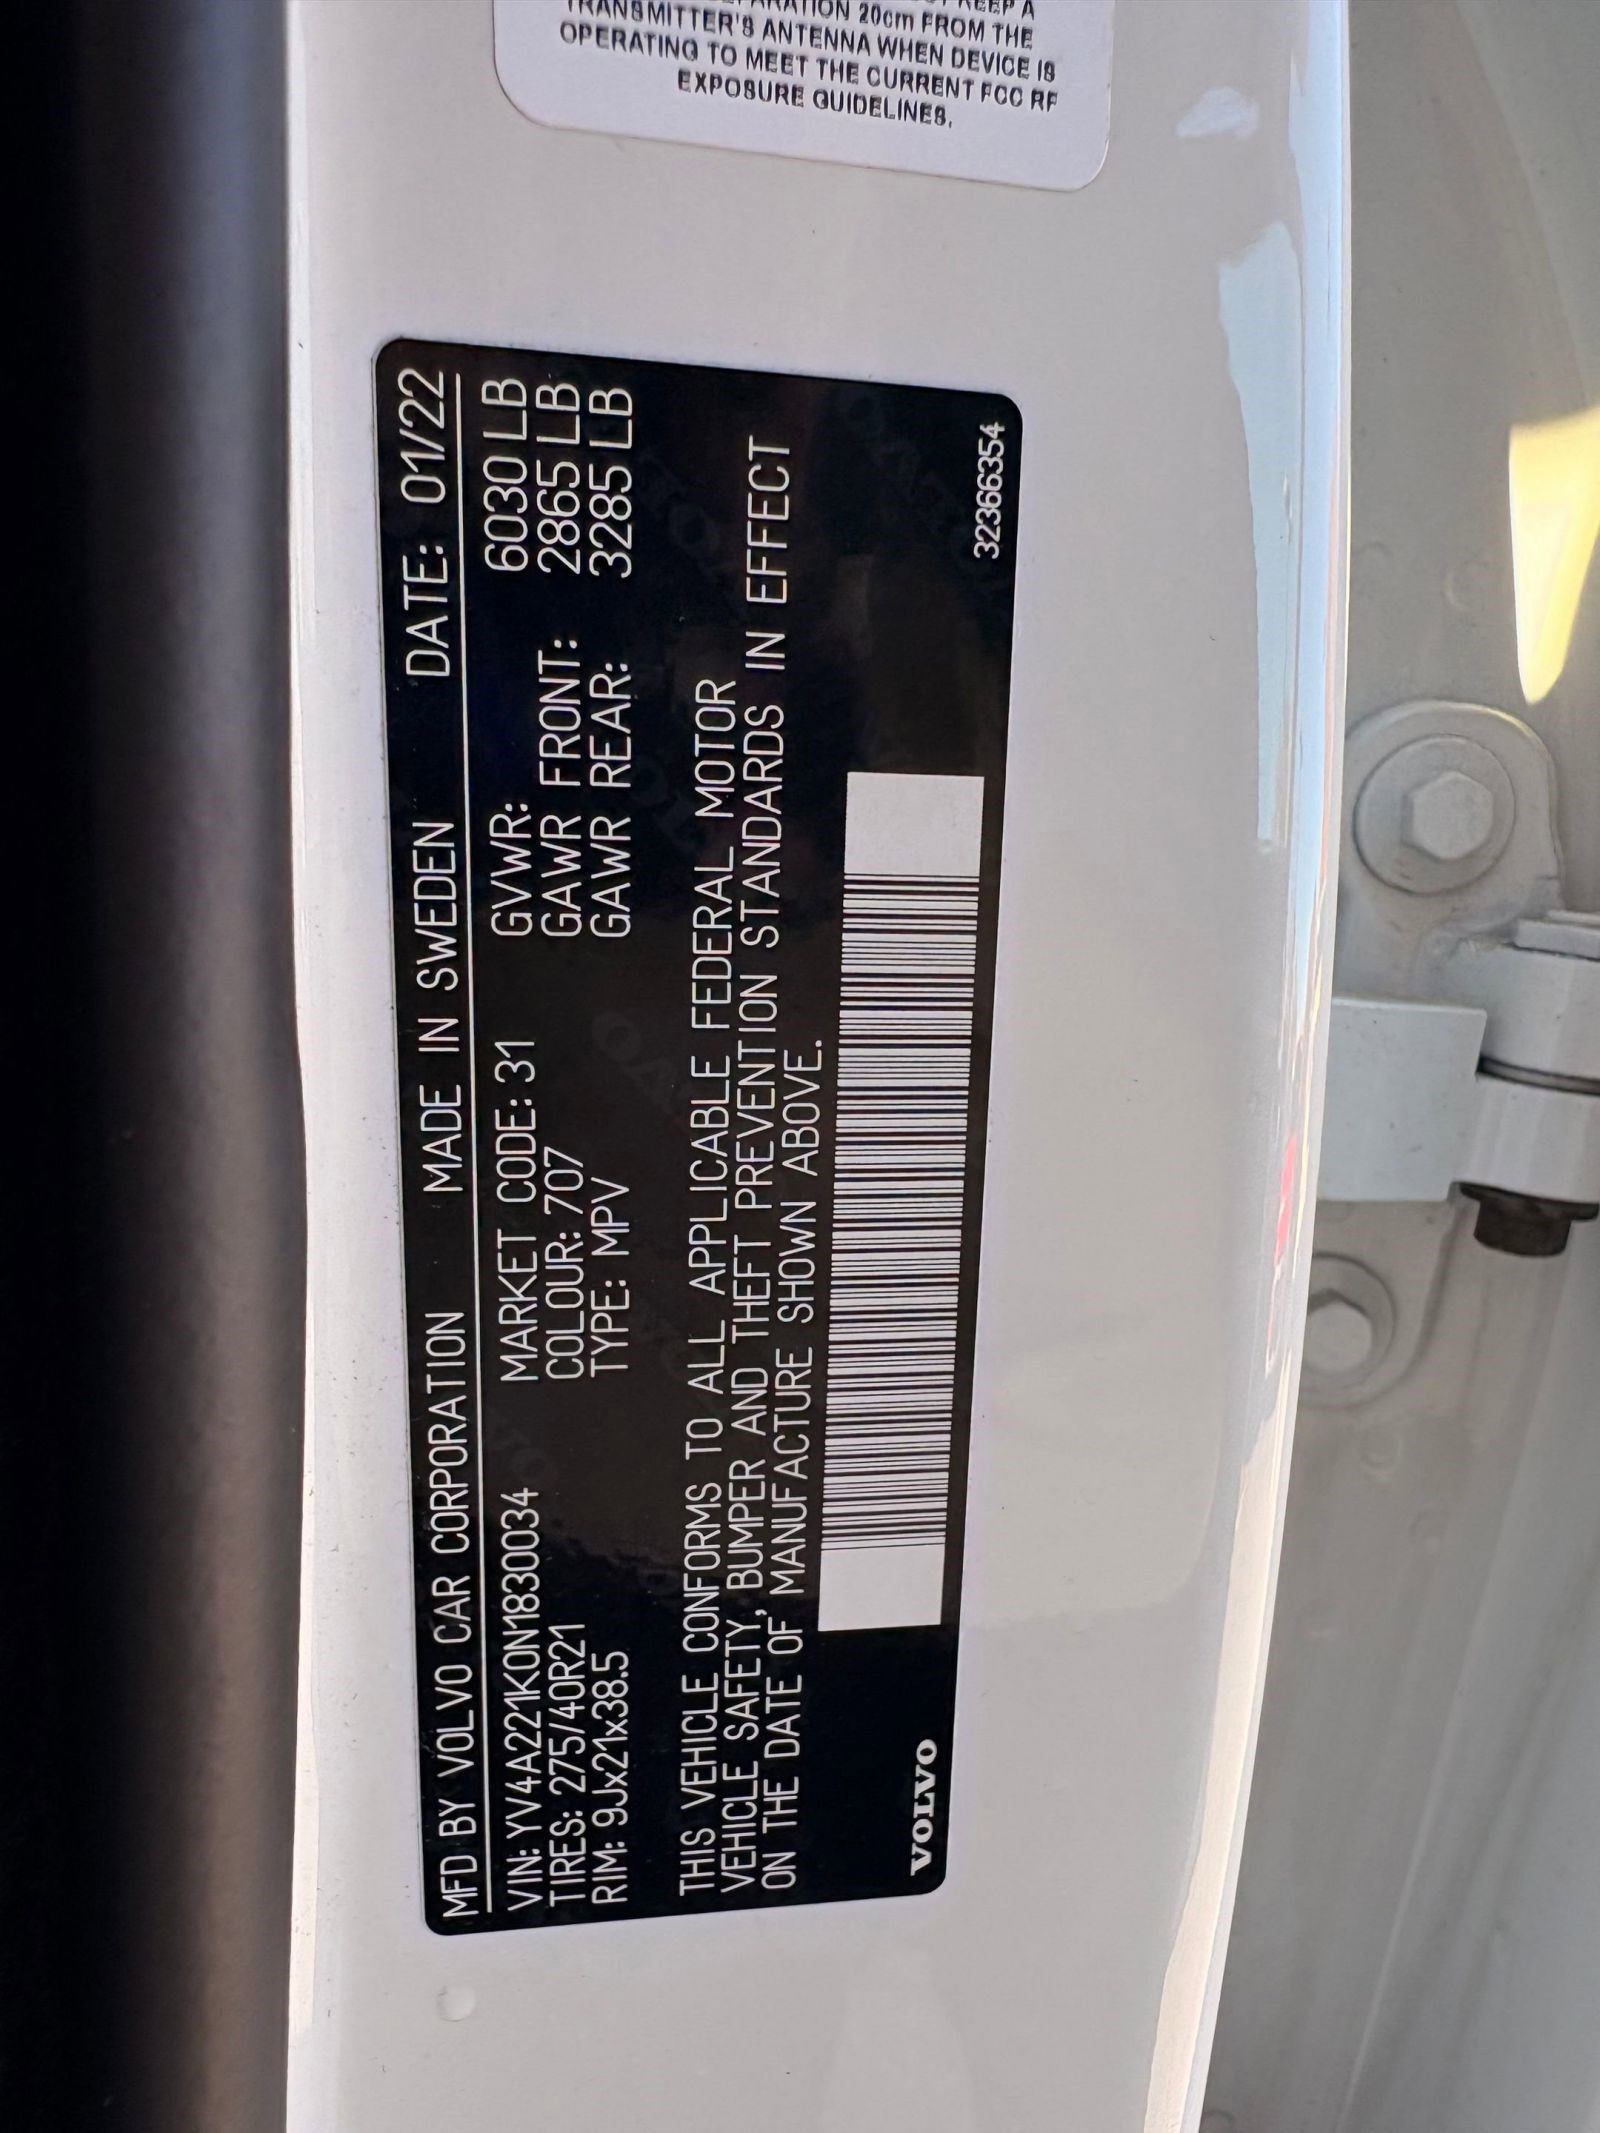 TRANSMITTER'S ANTENNA WHEN DEVICE IS
OPERATING TO MEET THE CURRENT FCC RF
EXPOSURE GUIDELINES.
MFD BY VOLVO CAR CORPORATION MADE IN SWEDEN DATE: 01/22
VIN: YV4A221K0N1830034 MARKET CODE: 31 GVWR: 6030 LB
TIRES: 275/40R21 COLOUR: 707 GAWR FRONT: 2865 LB
RIM: 9Jx21x38.5 TYPE: MPV GAWR REAR: 3285 LB
THIS VEHICLE CONFORMS TO ALL APPLICABLE FEDERAL MOTOR
VEHICLE SAFETY, BUMPER AND THEFT PREVENTION STANDARDS IN EFFECT
ON THE DATE OF MANUFACTURE SHOWN ABOVE.
VOLVO 32366354